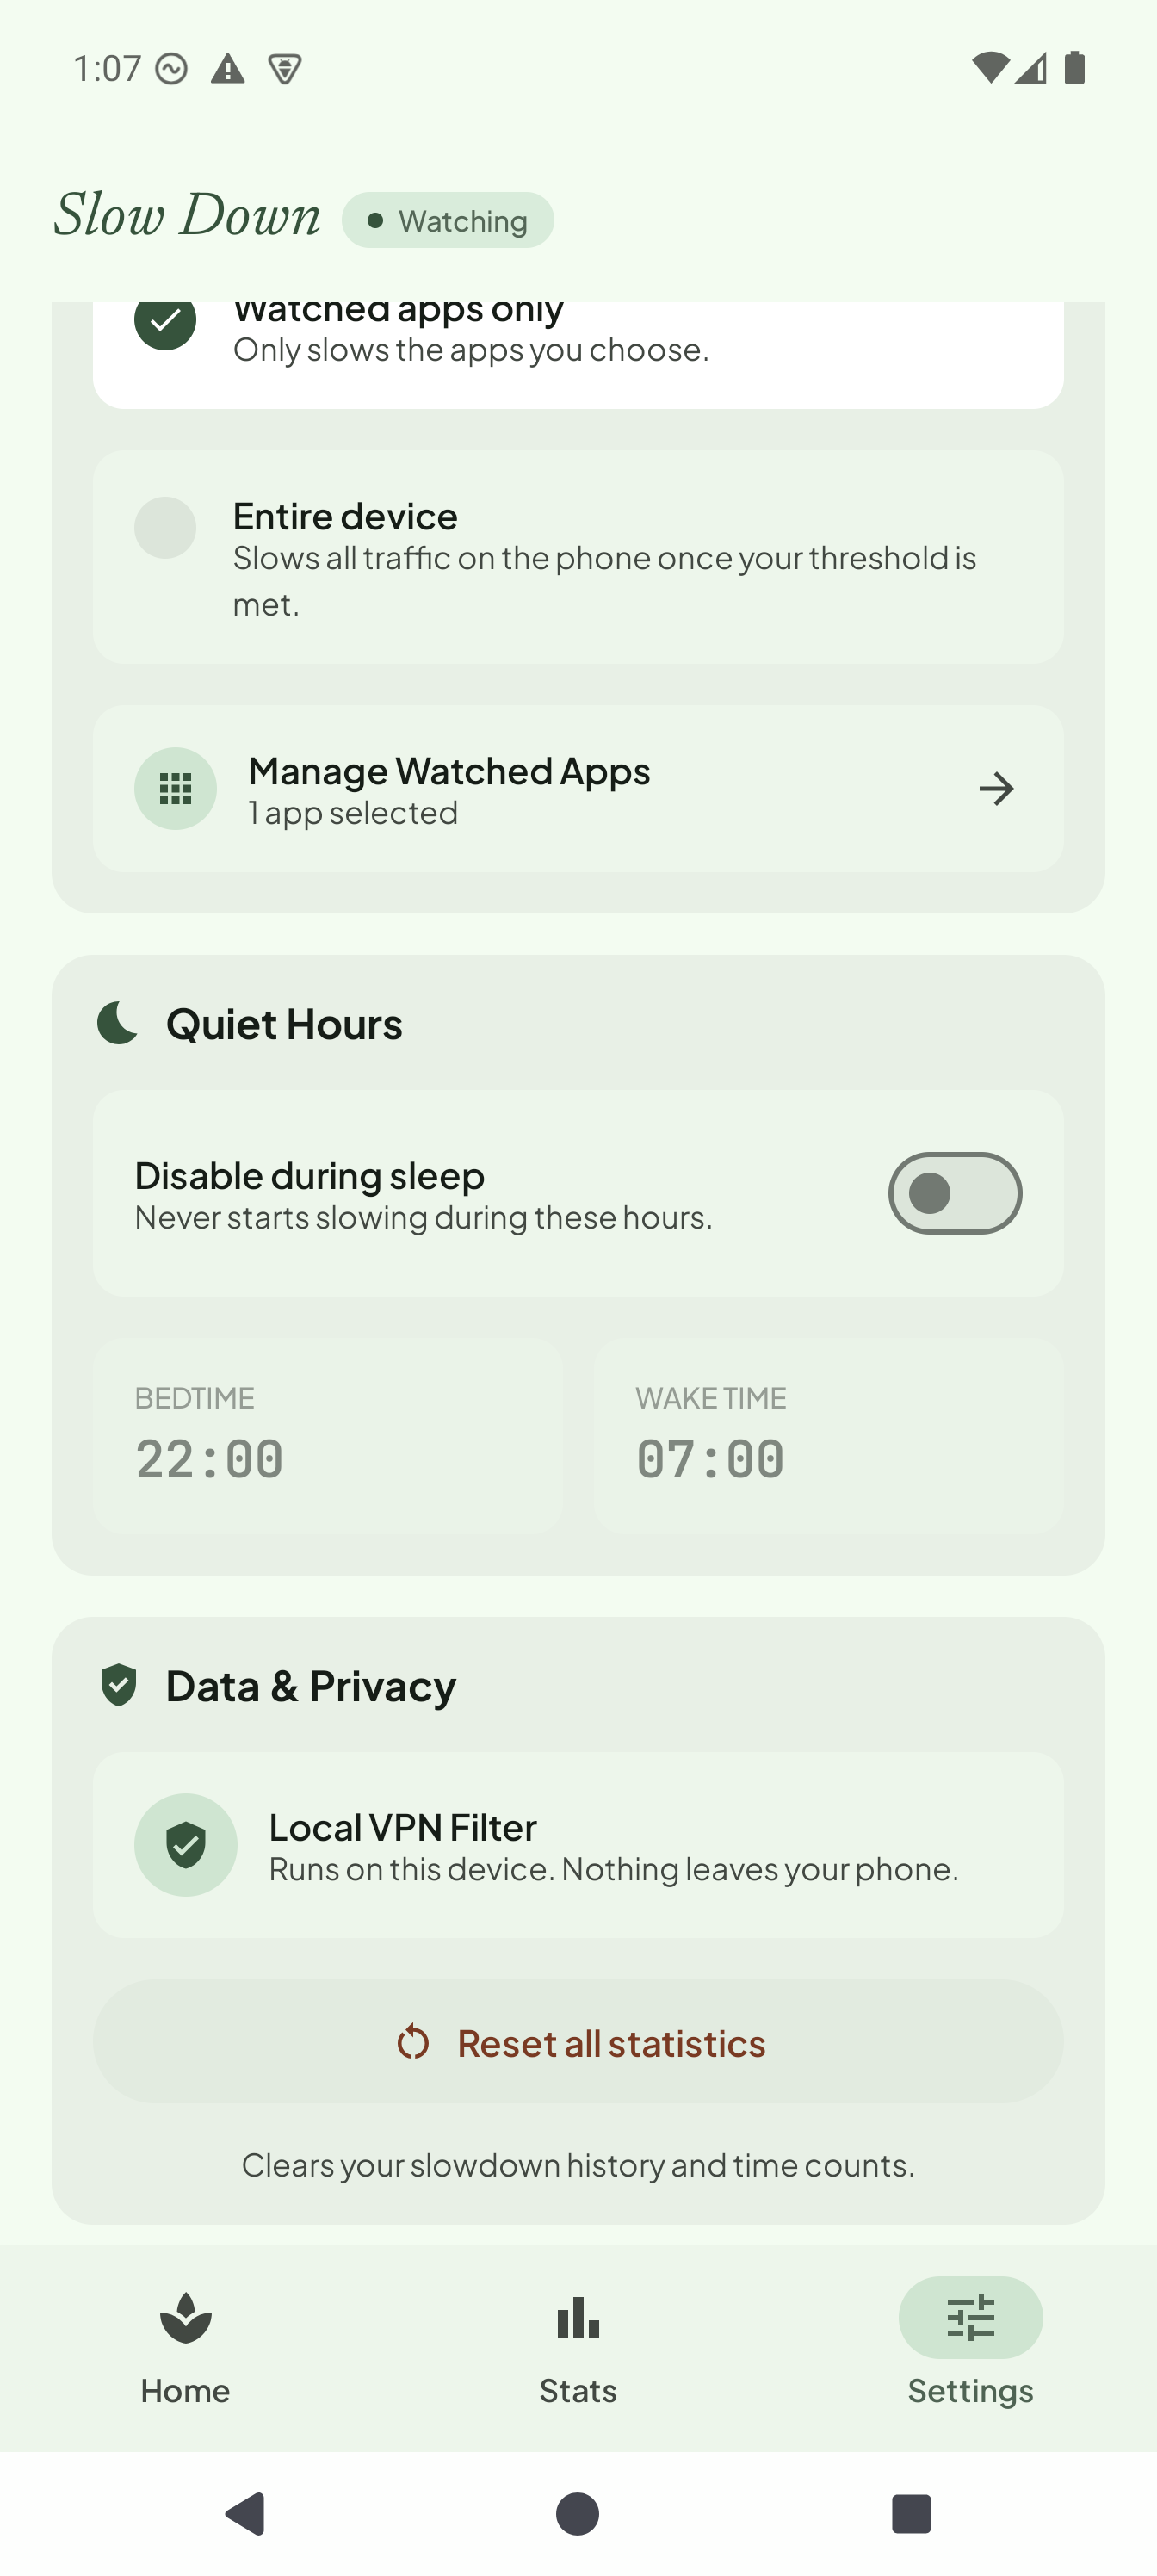 1:07
Slow Down
Watching
Watched apps only
Only slows the apps you choose.
Entire device
Slows all traffic on the phone once your threshold is
met.
Manage Watched Apps
1 app selected
Quiet Hours
Disable during sleep
Never starts slowing during these hours.
BEDTIME
WAKE TIME
22:00
07:00
Data & Privacy
Local VPN Filter
Runs on this device. Nothing leaves your phone.
Reset all statistics
Clears your slowdown history and time counts.
Home
Stats
Settings